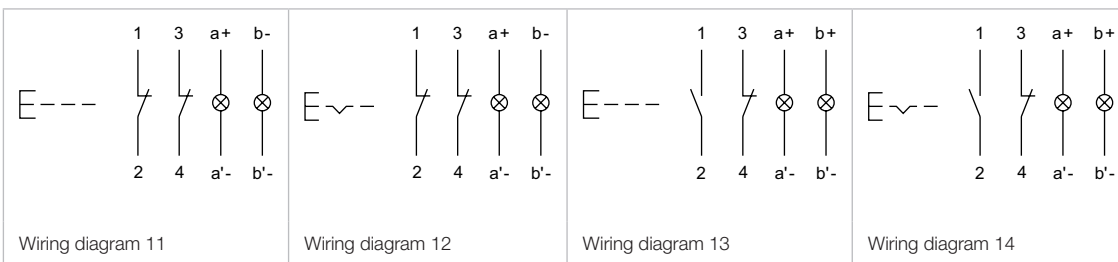 1 3 a+ b-
2 4 a'- b'-
Wiring diagram 11
1 3 a+ b-
2 4 a'- b'-
Wiring diagram 12
1 3 a+ b+
2 4 a'- b'-
Wiring diagram 13
1 3 a+ b+
2 4 a'- b'-
Wiring diagram 14